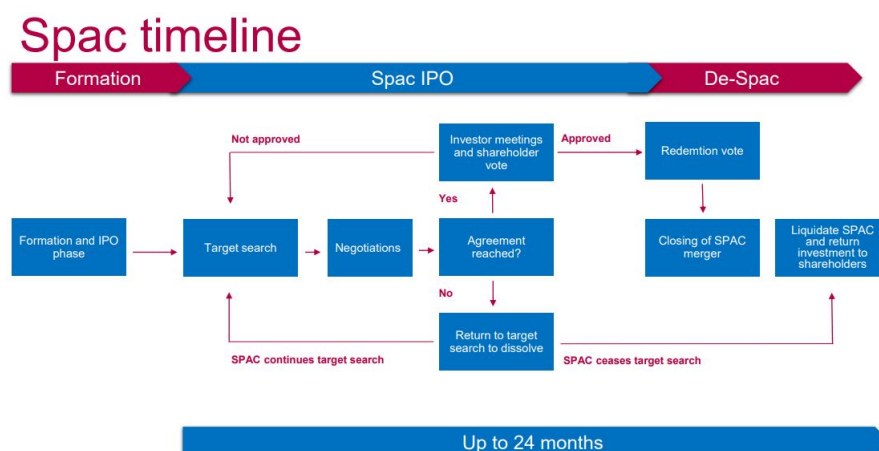 Spac timeline
Formation
Spac IPO
De-Spac
Not approved
Investor meetings
and shareholder
vote
Approved
Redemtion vote
Yes
Formation and IPO
phase
Target search
Negotiations
Agreement
reached?
Closing of SPAC
merger
Liquidate SPAC
and return
investment to
shareholders
No
Return to target
search to dissolve
SPAC continues target search
SPAC ceases target search
Up to 24 months